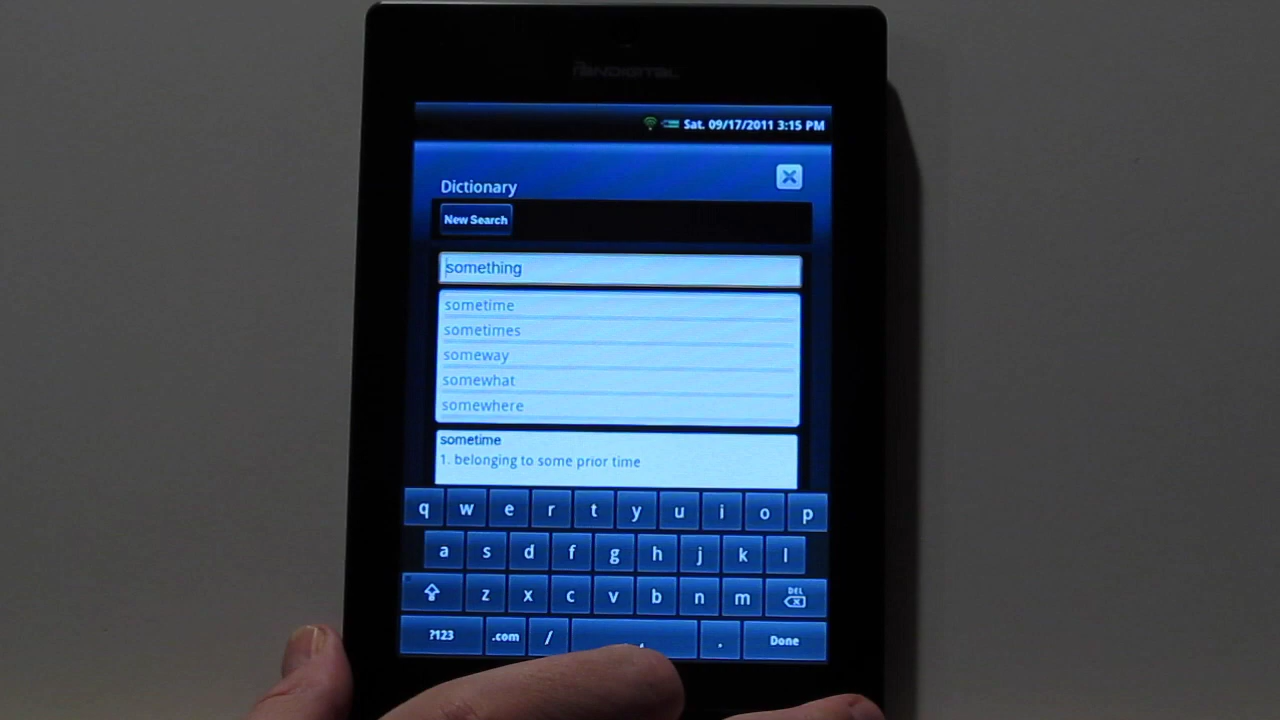 PANDIGITAL
Sat. 09/17/2011 3:15 PM
Dictionary
New Search
something
sometime
sometimes
someway
somewhat
somewhere
sometime
1. belonging to some prior time
q w e r t y u i o p
a s d f g h j k l
z x c v b n m DEL
?123 .com / . Done